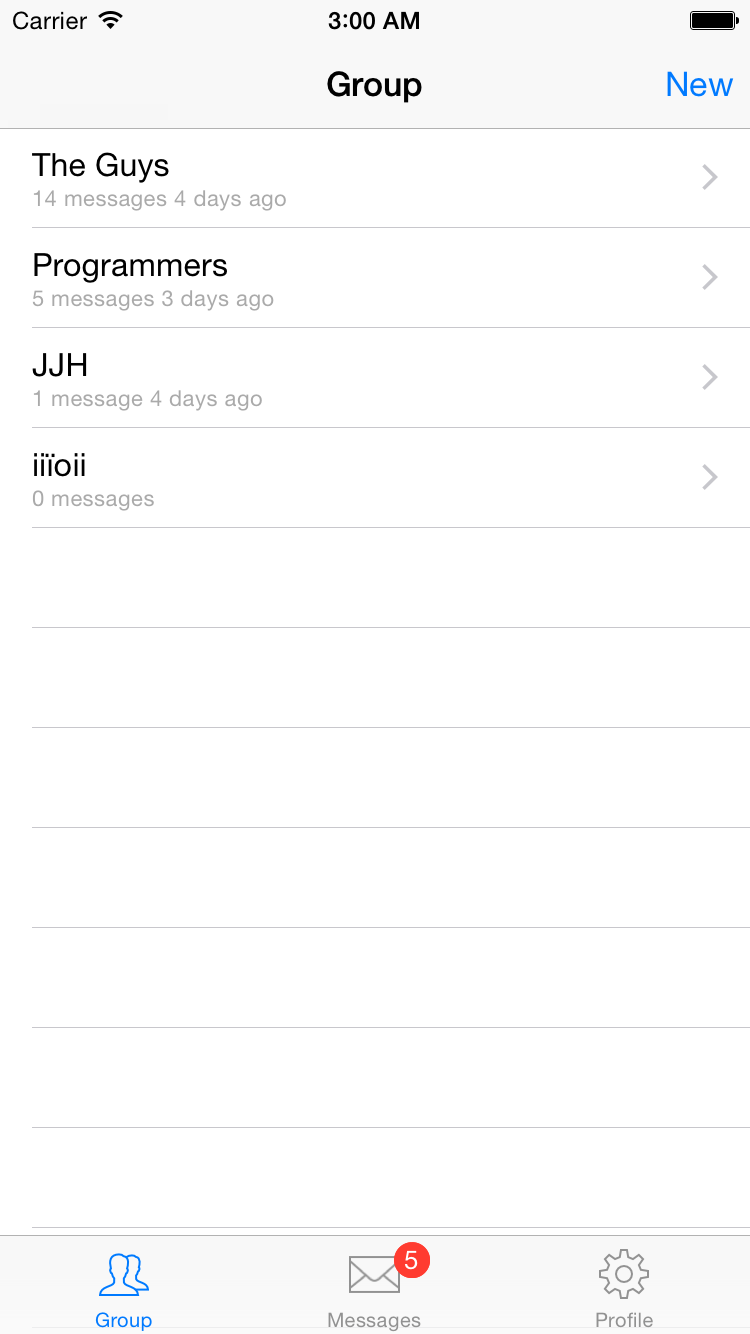 Carrier 3:00 AM
Group New
The Guys
14 messages 4 days ago
Programmers
5 messages 3 days ago
JJH
1 message 4 days ago
iiïoii
0 messages
5
Group Messages Profile